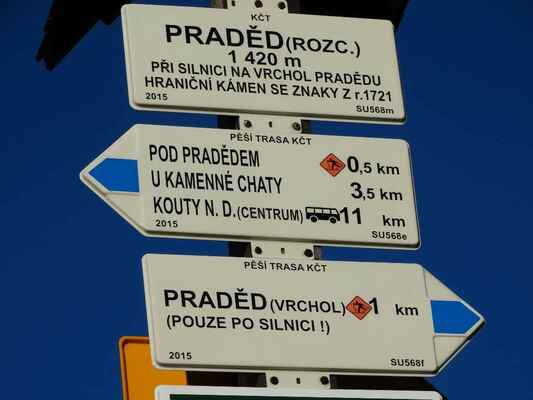 KČT
PRADĚD (ROZC.)
1 420 m
PŘI SILNICI NA VRCHOL PRADĚDU
HRANIČNÍ KÁMEN SE ZNAKY Z r.1721
2015 SU568m
PĚŠÍ TRASA KČT
POD PRADĚDEM 0,5 km
U KAMENNÉ CHATY 3,5 km
KOUTY N. D. (CENTRUM) 11 km
2015 SU568e
PĚŠÍ TRASA KČT
PRADĚD (VRCHOL) 1 km
(POUZE PO SILNICI !)
2015 SU568f